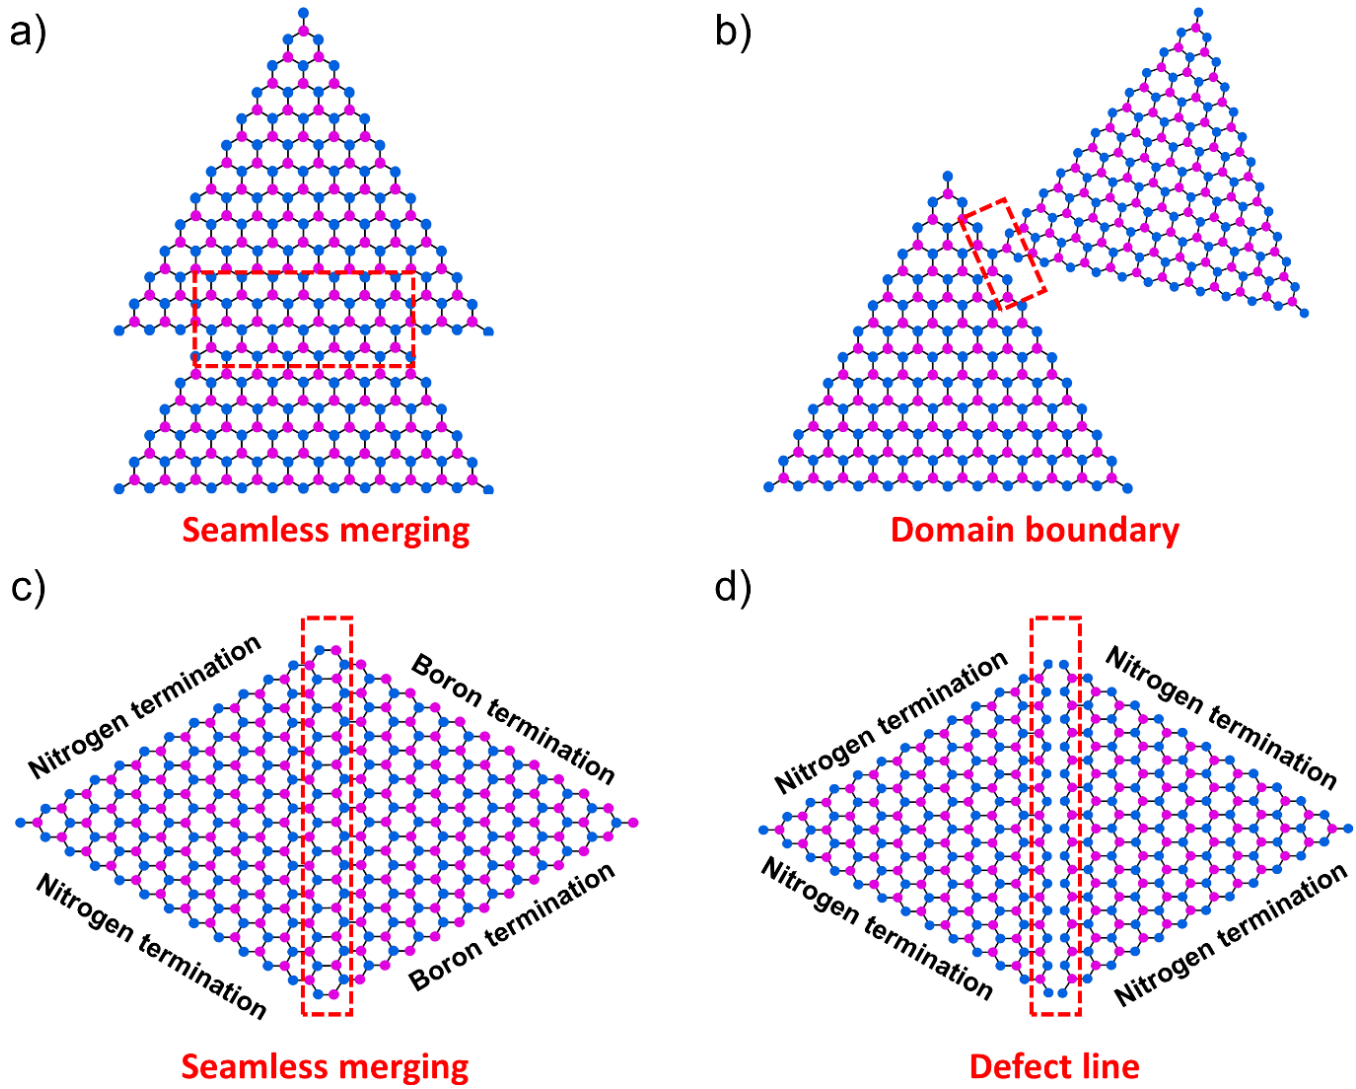 a)
b)
Seamless merging
Domain boundary
c)
d)
Nitrogen termination
Boron termination
Nitrogen termination
Boron termination
Nitrogen termination
Nitrogen termination
Nitrogen termination
Nitrogen termination
Seamless merging
Defect line